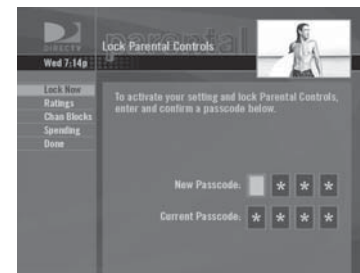 DIRECTV
parental
Lock Parental Controls
Wed 7:14p
Lock Now
Ratings
Chan Blocks
Spending
Done
To activate your setting and lock Parental Controls,
enter and confirm a passcode below.
New Passcode: * * *
Current Passcode: * * * *